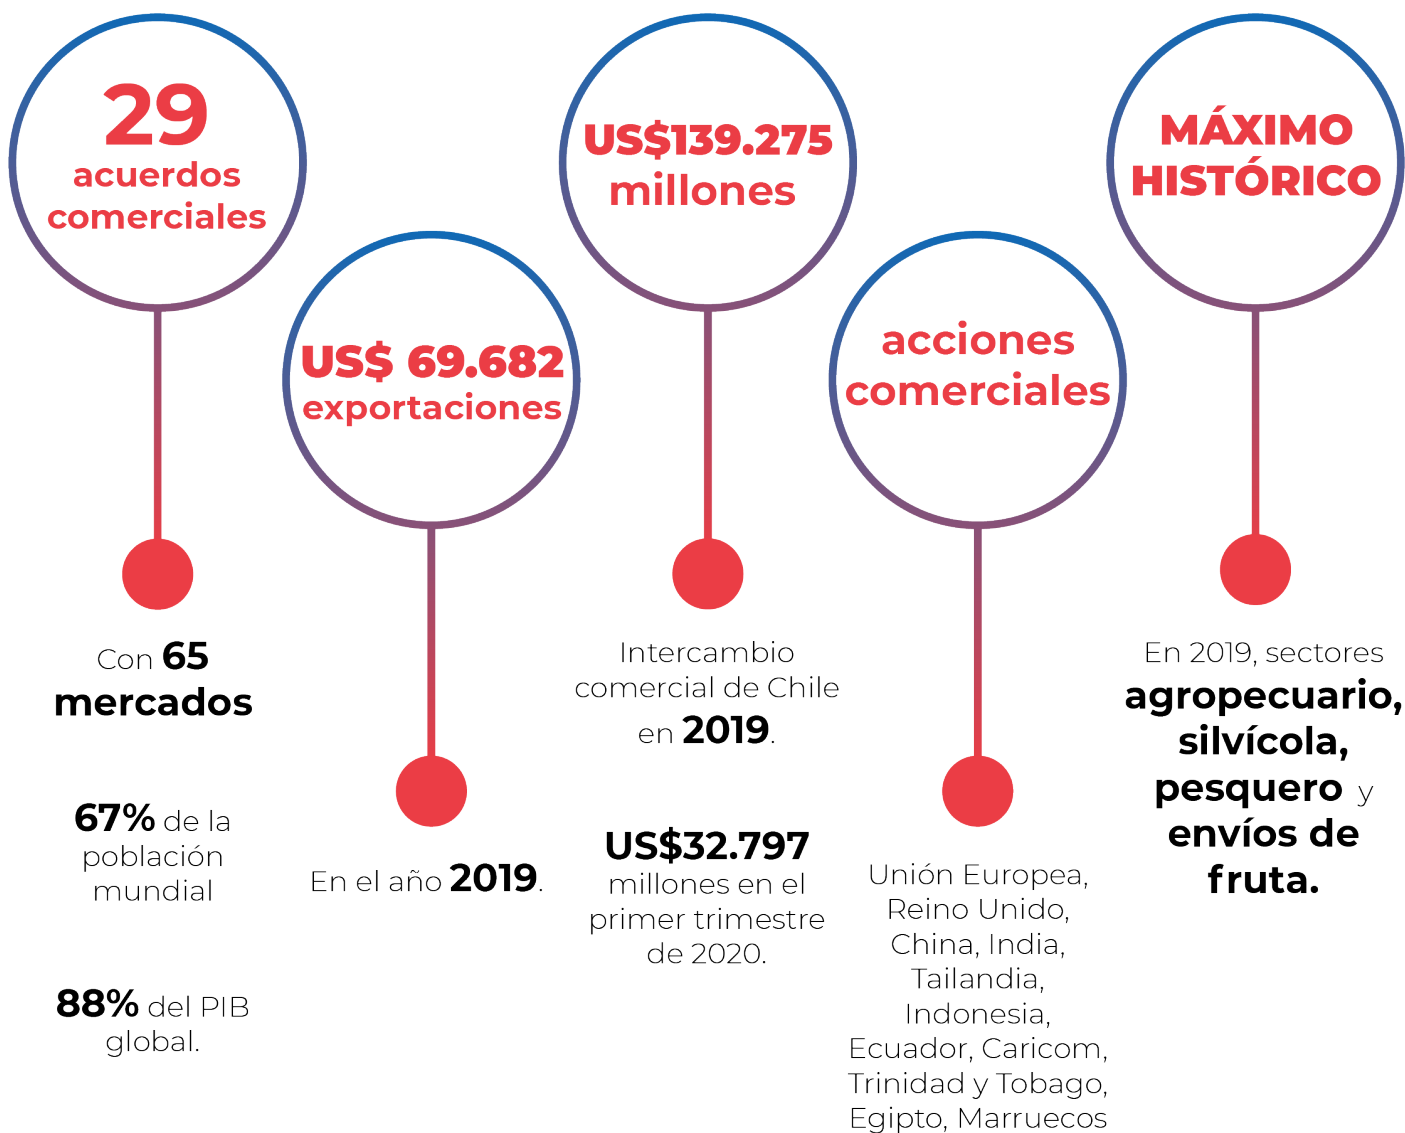 29
acuerdos
comerciales
Con 65
mercados
67% de la
población
mundial
88% del PIB
global.
US$ 69.682
exportaciones
En el año 2019.
US$139.275
millones
Intercambio
comercial de Chile
en 2019.
US$32.797
millones en el
primer trimestre
de 2020.
acciones
comerciales
Unión Europea,
Reino Unido,
China, India,
Tailandia,
Indonesia,
Ecuador, Caricom,
Trinidad y Tobago,
Egipto, Marruecos
MÁXIMO
HISTÓRICO
En 2019, sectores
agropecuario,
silvícola,
pesquero y
envíos de
fruta.